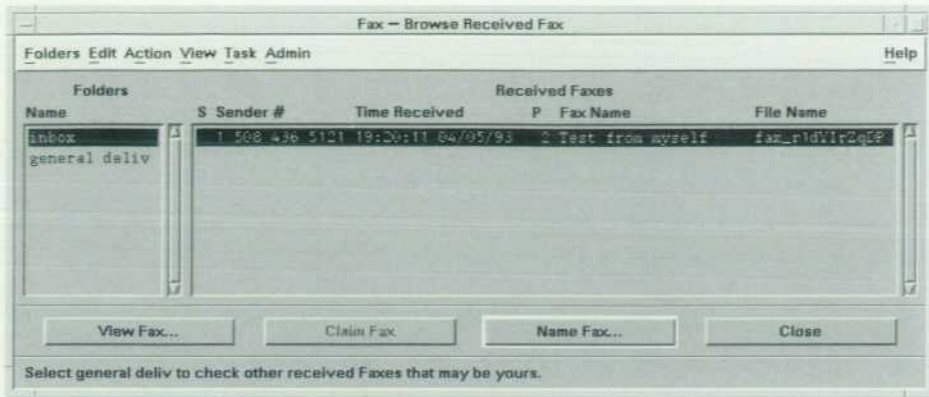 Fax — Browse Received Fax
Folders Edit Action View Task Admin Help
Folders Received Faxes
Name S Sender # Time Received P Fax Name File Name
inbox 1 508 436 5121 19:20:11 04/05/93 2 Test from myself
general deliv
View Fax... Claim Fax Name Fax... Close
Select general deliv to check other received Faxes that may be yours.